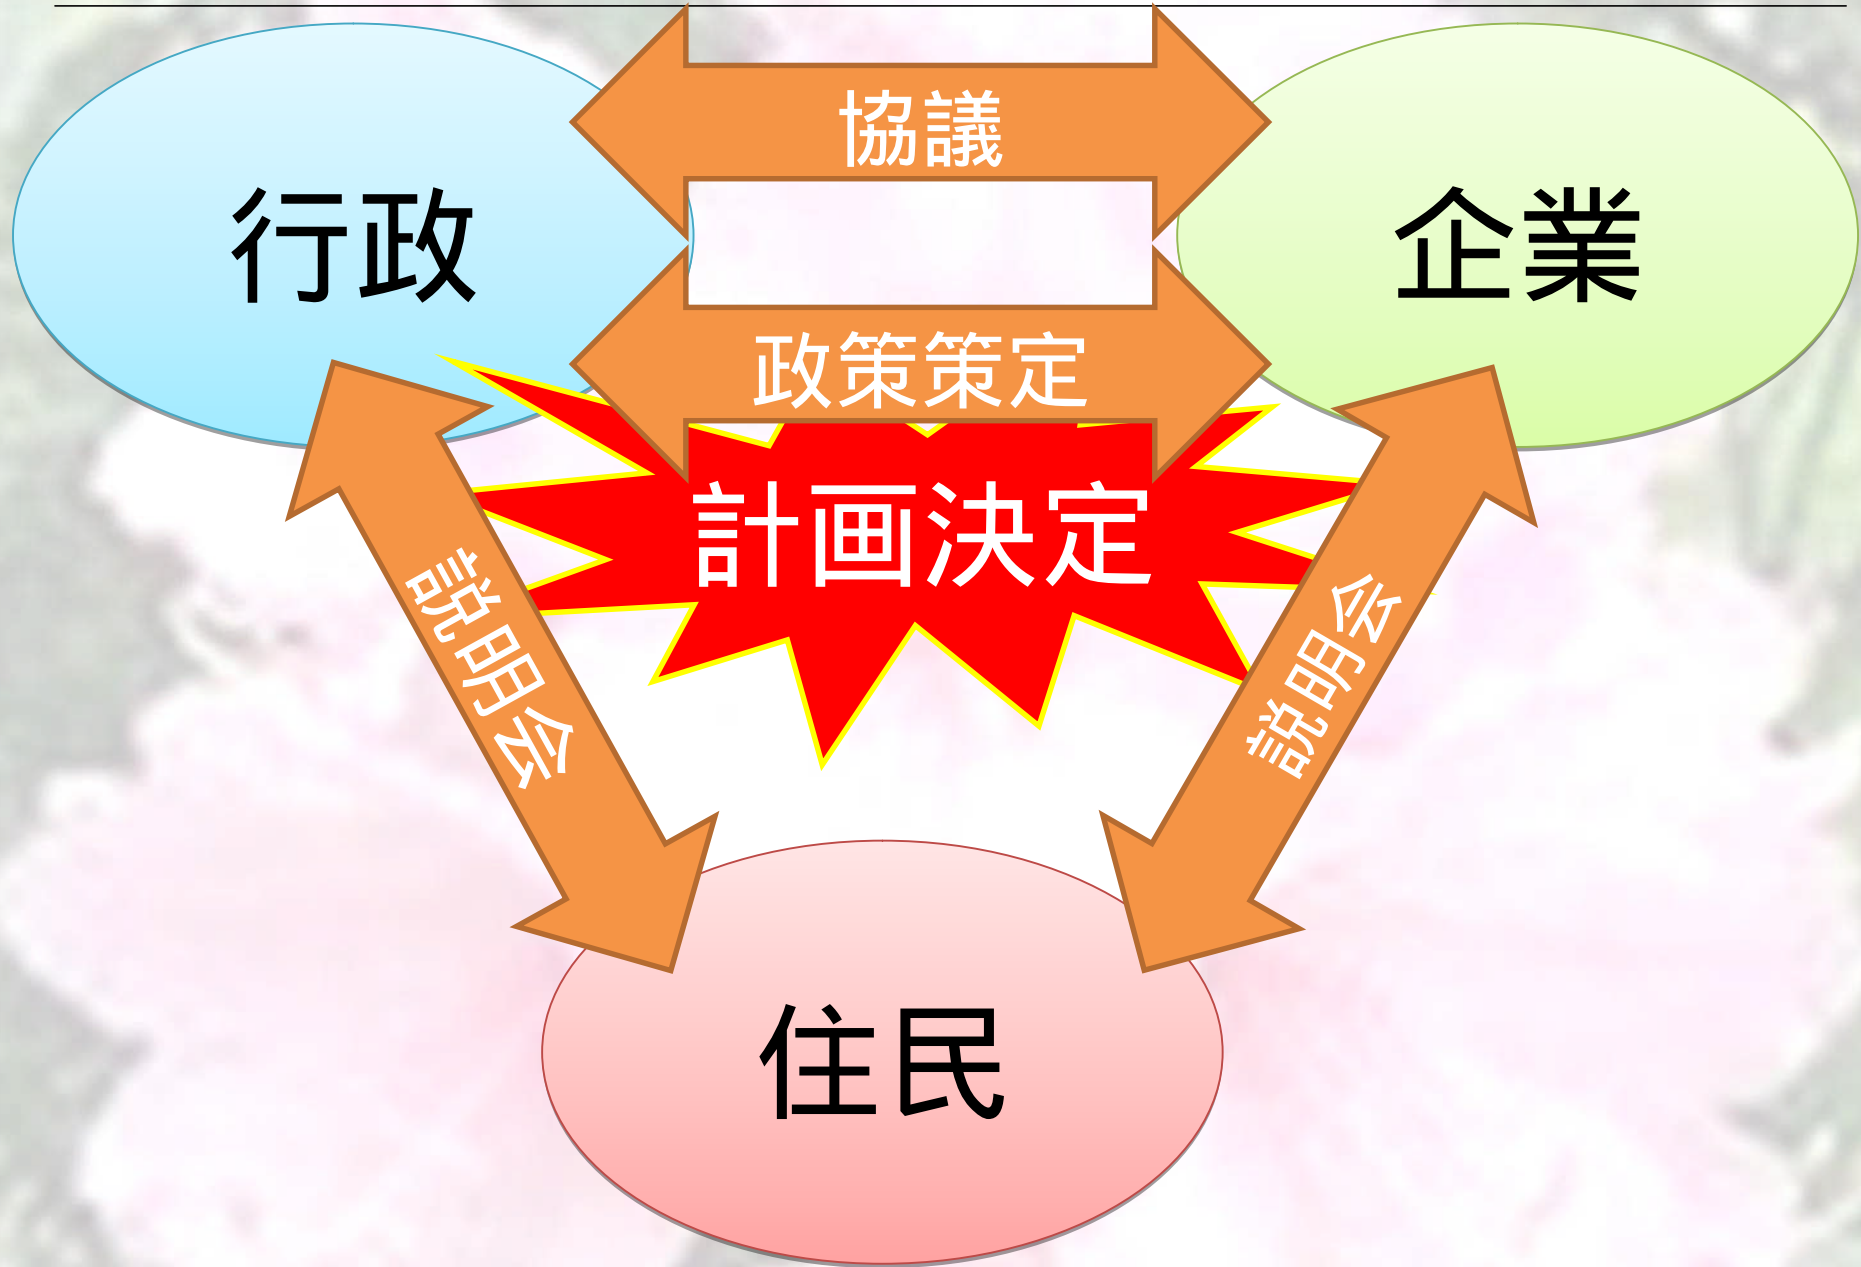 協議
行政
企業
政策策定
計画決定
説明会
説明会
住民